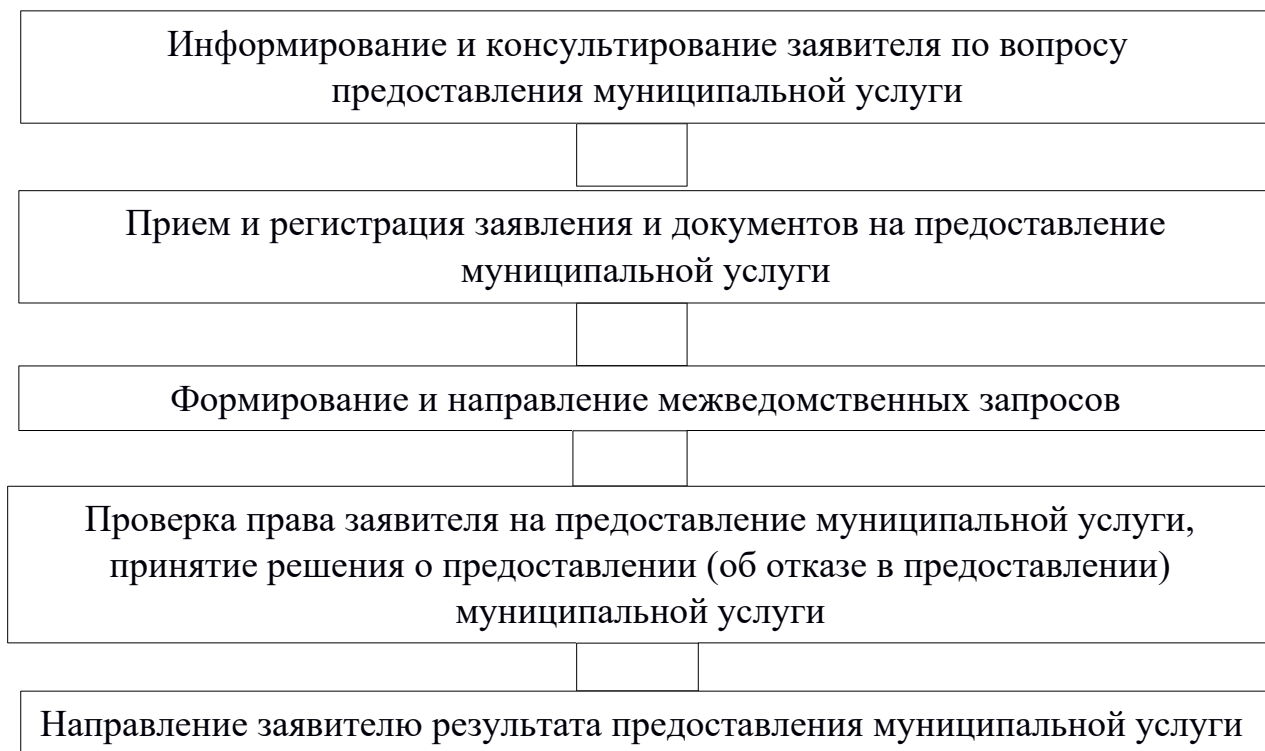 Информирование и консультирование заявителя по вопросу
предоставления муниципальной услуги
Прием и регистрация заявления и документов на предоставление
муниципальной услуги
Формирование и направление межведомственных запросов
Проверка права заявителя на предоставление муниципальной услуги,
принятие решения о предоставлении (об отказе в предоставлении)
муниципальной услуги
Направление заявителю результата предоставления муниципальной услуги